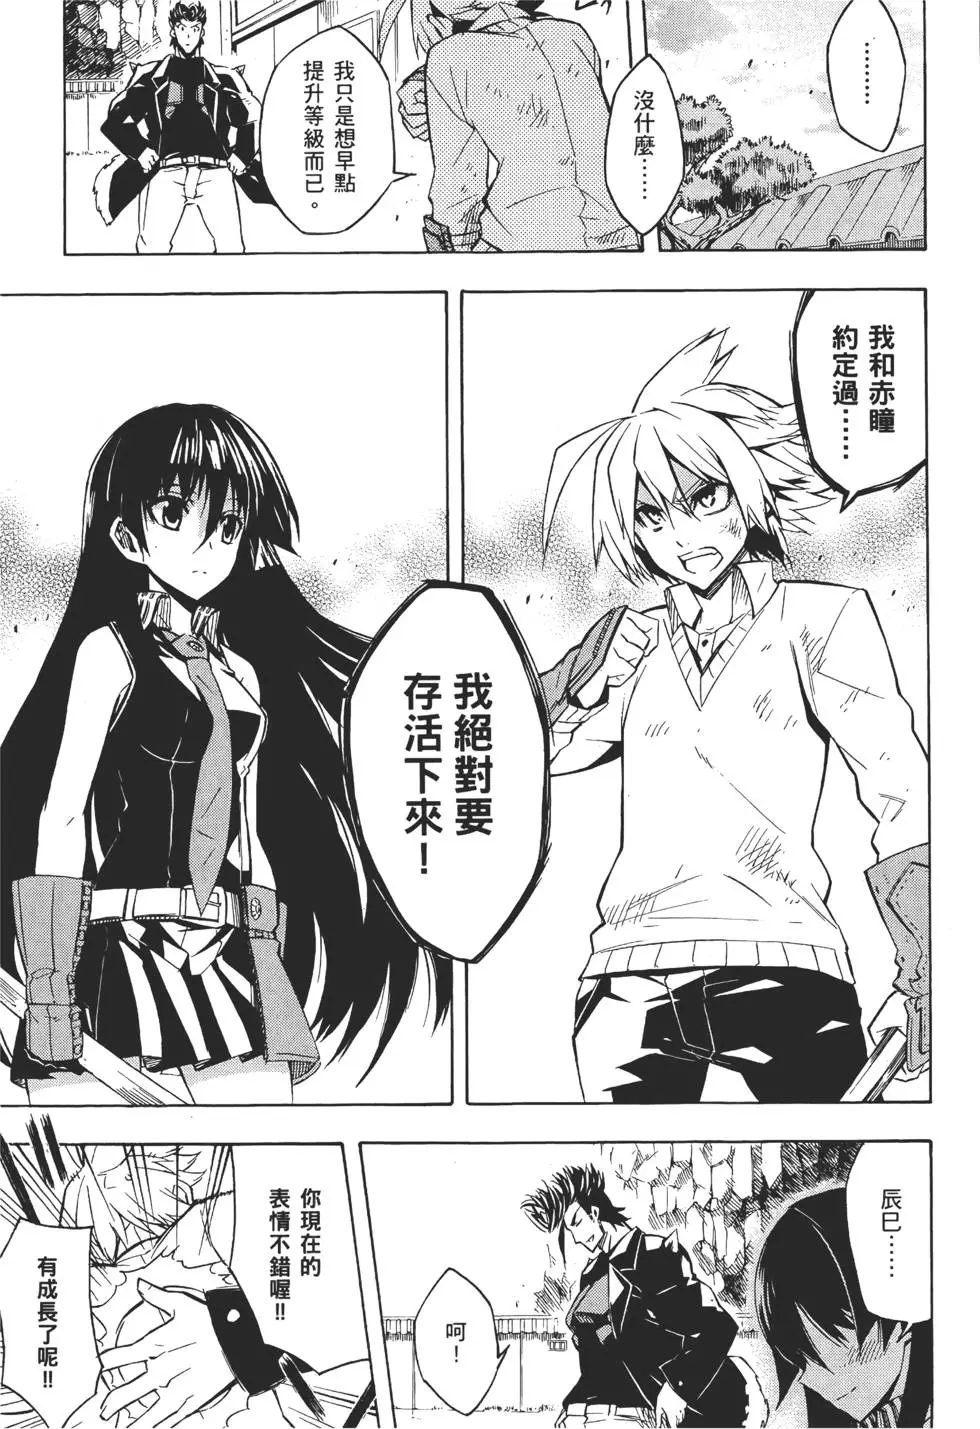 ………
沒什麼……
我只是想早點
提升等級而已。
我和赤瞳
約定過……
我絕對要
存活下來！
辰巳……
呵！
你現在的
表情不錯喔!!
有成長了呢!!